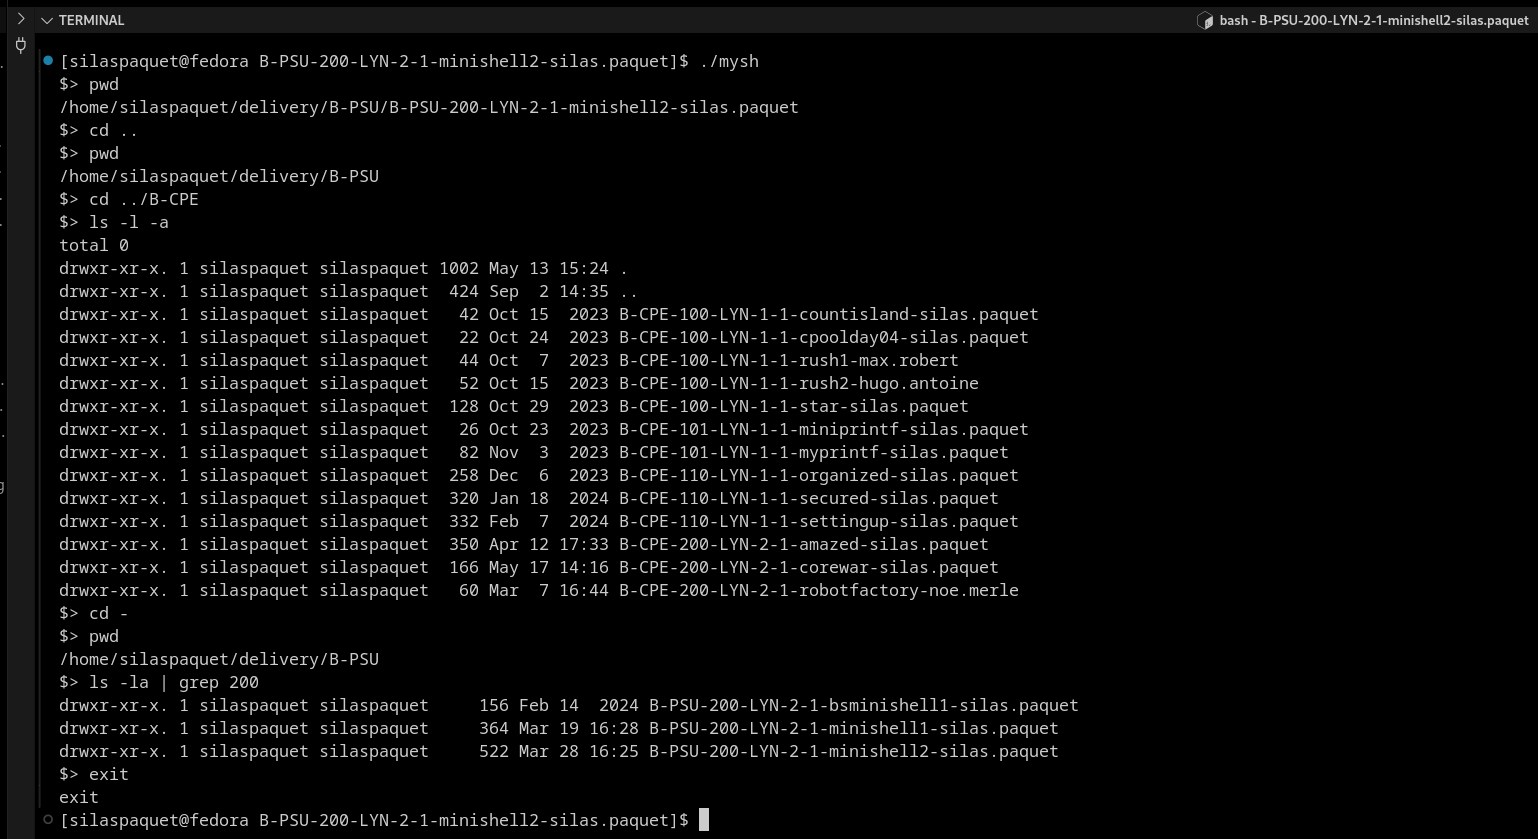 TERMINAL
bash - B-PSU-200-LYN-2-1-minishell2-silas.paquet
[silaspaquet@fedora B-PSU-200-LYN-2-1-minishell2-silas.paquet]$ ./mysh
$> pwd
/home/silaspaquet/delivery/B-PSU/B-PSU-200-LYN-2-1-minishell2-silas.paquet
$> cd ..
$> pwd
/home/silaspaquet/delivery/B-PSU
$> cd ../B-CPE
$> ls -l -a
total 0
drwxr-xr-x. 1 silaspaquet silaspaquet 1002 May 13 15:24 .
drwxr-xr-x. 1 silaspaquet silaspaquet  424 Sep  2 14:35 ..
drwxr-xr-x. 1 silaspaquet silaspaquet   42 Oct 15  2023 B-CPE-100-LYN-1-1-countisland-silas.paquet
drwxr-xr-x. 1 silaspaquet silaspaquet   22 Oct 24  2023 B-CPE-100-LYN-1-1-cpoolday04-silas.paquet
drwxr-xr-x. 1 silaspaquet silaspaquet   44 Oct  7  2023 B-CPE-100-LYN-1-1-rush1-max.robert
drwxr-xr-x. 1 silaspaquet silaspaquet   52 Oct 15  2023 B-CPE-100-LYN-1-1-rush2-hugo.antoine
drwxr-xr-x. 1 silaspaquet silaspaquet  128 Oct 29  2023 B-CPE-100-LYN-1-1-star-silas.paquet
drwxr-xr-x. 1 silaspaquet silaspaquet   26 Oct 23  2023 B-CPE-101-LYN-1-1-miniprintf-silas.paquet
drwxr-xr-x. 1 silaspaquet silaspaquet   82 Nov  3  2023 B-CPE-101-LYN-1-1-myprintf-silas.paquet
drwxr-xr-x. 1 silaspaquet silaspaquet  258 Dec  6  2023 B-CPE-110-LYN-1-1-organized-silas.paquet
drwxr-xr-x. 1 silaspaquet silaspaquet  320 Jan 18  2024 B-CPE-110-LYN-1-1-secured-silas.paquet
drwxr-xr-x. 1 silaspaquet silaspaquet  332 Feb  7  2024 B-CPE-110-LYN-1-1-settingup-silas.paquet
drwxr-xr-x. 1 silaspaquet silaspaquet  350 Apr 12 17:33 B-CPE-200-LYN-2-1-amazed-silas.paquet
drwxr-xr-x. 1 silaspaquet silaspaquet  166 May 17 14:16 B-CPE-200-LYN-2-1-corewar-silas.paquet
drwxr-xr-x. 1 silaspaquet silaspaquet   60 Mar  7 16:44 B-CPE-200-LYN-2-1-robotfactory-noe.merle
$> cd -
$> pwd
/home/silaspaquet/delivery/B-PSU
$> ls -la | grep 200
drwxr-xr-x. 1 silaspaquet silaspaquet     156 Feb 14  2024 B-PSU-200-LYN-2-1-bsminishell1-silas.paquet
drwxr-xr-x. 1 silaspaquet silaspaquet     364 Mar 19 16:28 B-PSU-200-LYN-2-1-minishell1-silas.paquet
drwxr-xr-x. 1 silaspaquet silaspaquet     522 Mar 28 16:25 B-PSU-200-LYN-2-1-minishell2-silas.paquet
$> exit
exit
[silaspaquet@fedora B-PSU-200-LYN-2-1-minishell2-silas.paquet]$